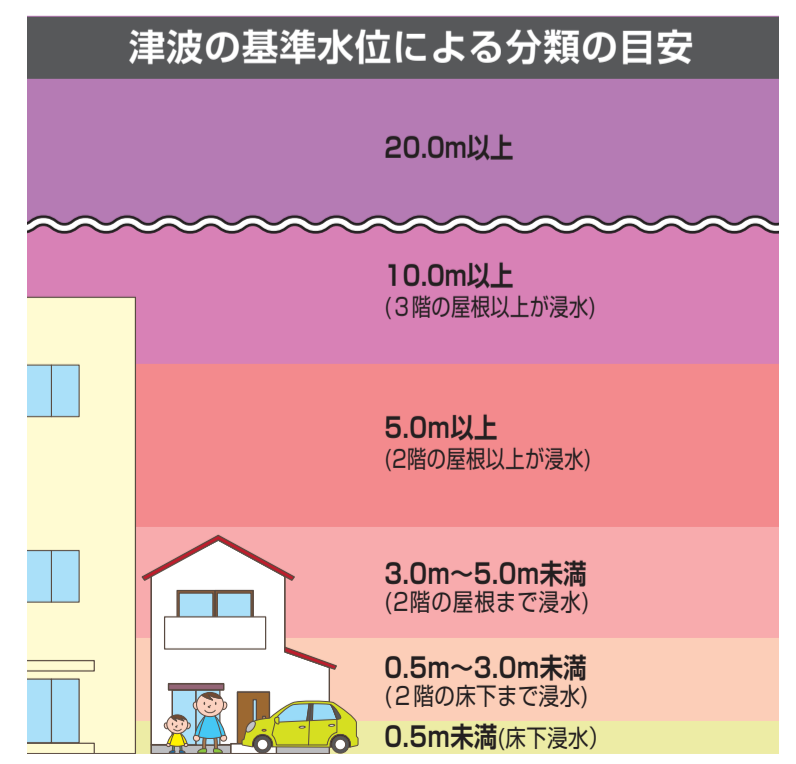 津波の基準水位による分類の目安
20.0m以上
10.0m以上
(３階の屋根以上が浸水)
5.0m以上
(2階の屋根以上が浸水)
3.0m～5.0m未満
(2階の屋根まで浸水)
0.5m～3.0m未満
(２階の床下まで浸水)
0.5m未満(床下浸水)